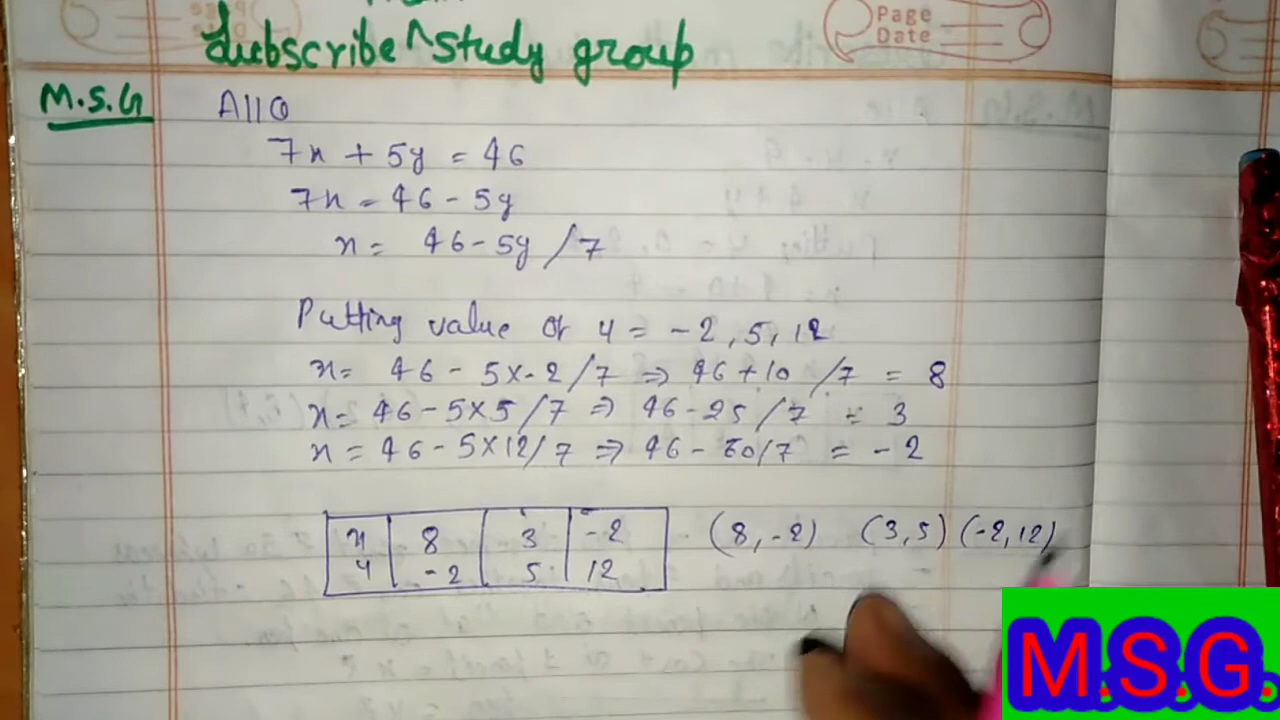 Page
Date
Subscribe ^ study group
M.S.G
A11Q
7x + 5y = 46
7x = 46 - 5y
x = 46 - 5y / 7
Putting value of y = -2, 5, 12
x = 46 - 5x-2/7 ⇒ 46 + 10 /7 = 8
x = 46 - 5x5/7 ⇒ 46 - 25/7 = 3
x = 46 - 5x12/7 ⇒ 46 - 60/7 = -2
x 8 3 -2 (8, -2) (3, 5) (-2, 12)
y -2 5 12
M.S.G.